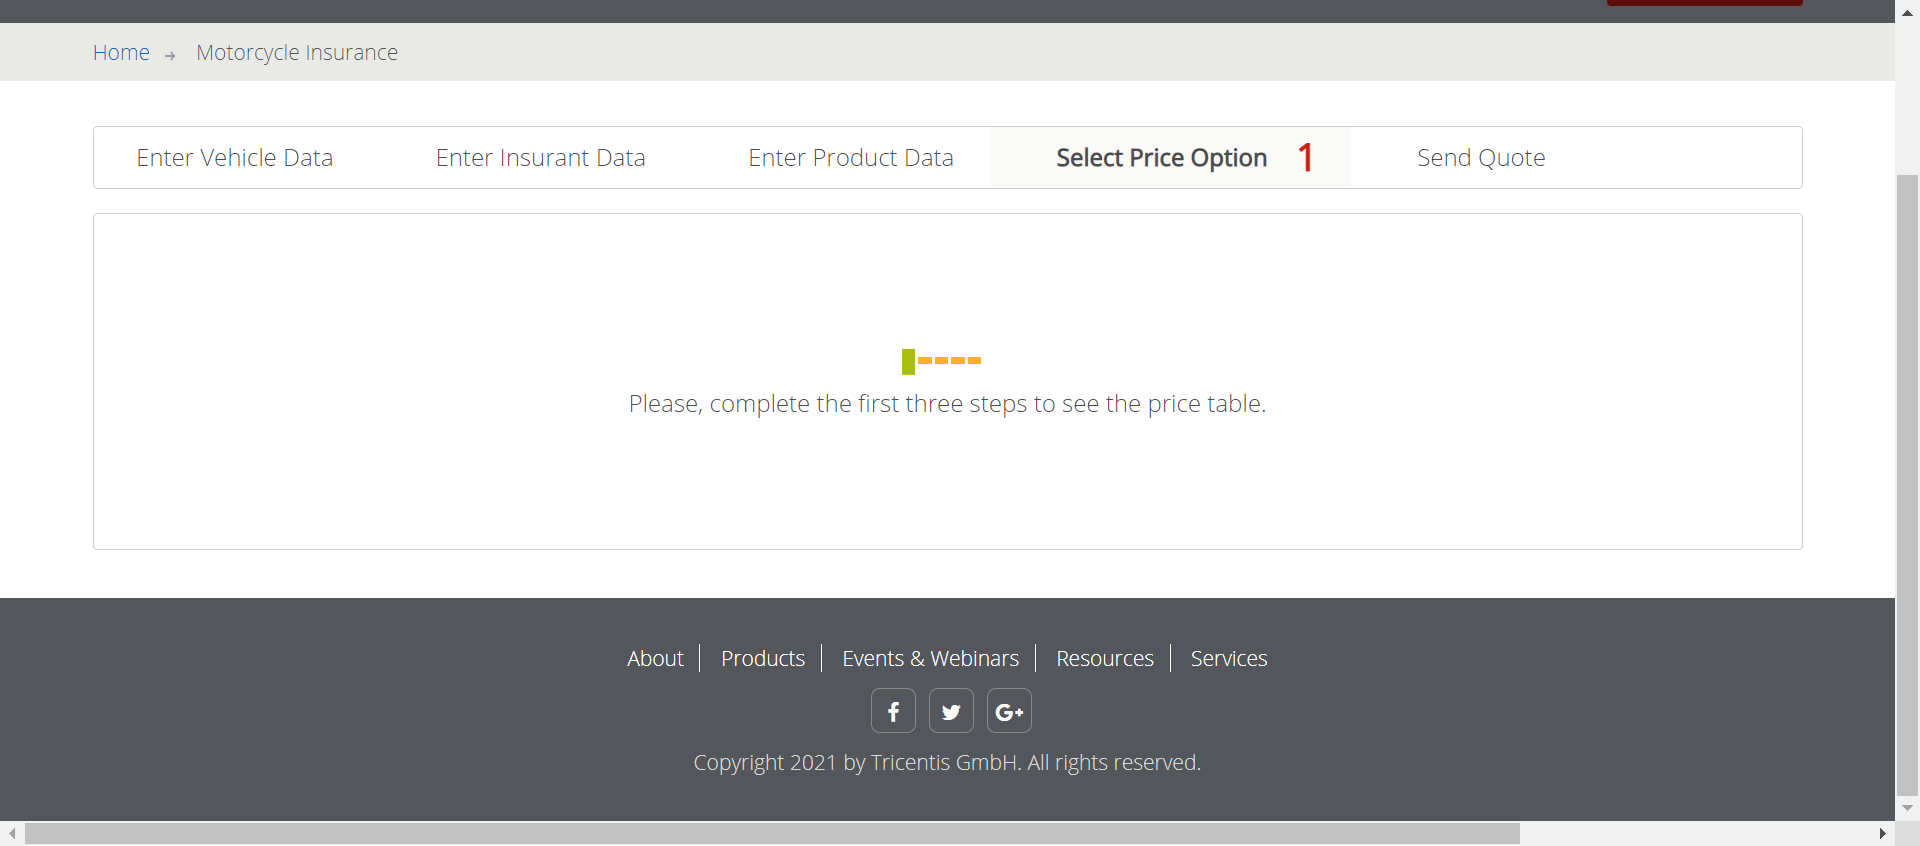 Home → Motorcycle Insurance
Enter Vehicle Data Enter Insurant Data Enter Product Data Select Price Option 1 Send Quote
Please, complete the first three steps to see the price table.
About Products Events & Webinars Resources Services
f G+
Copyright 2021 by Tricentis GmbH. All rights reserved.